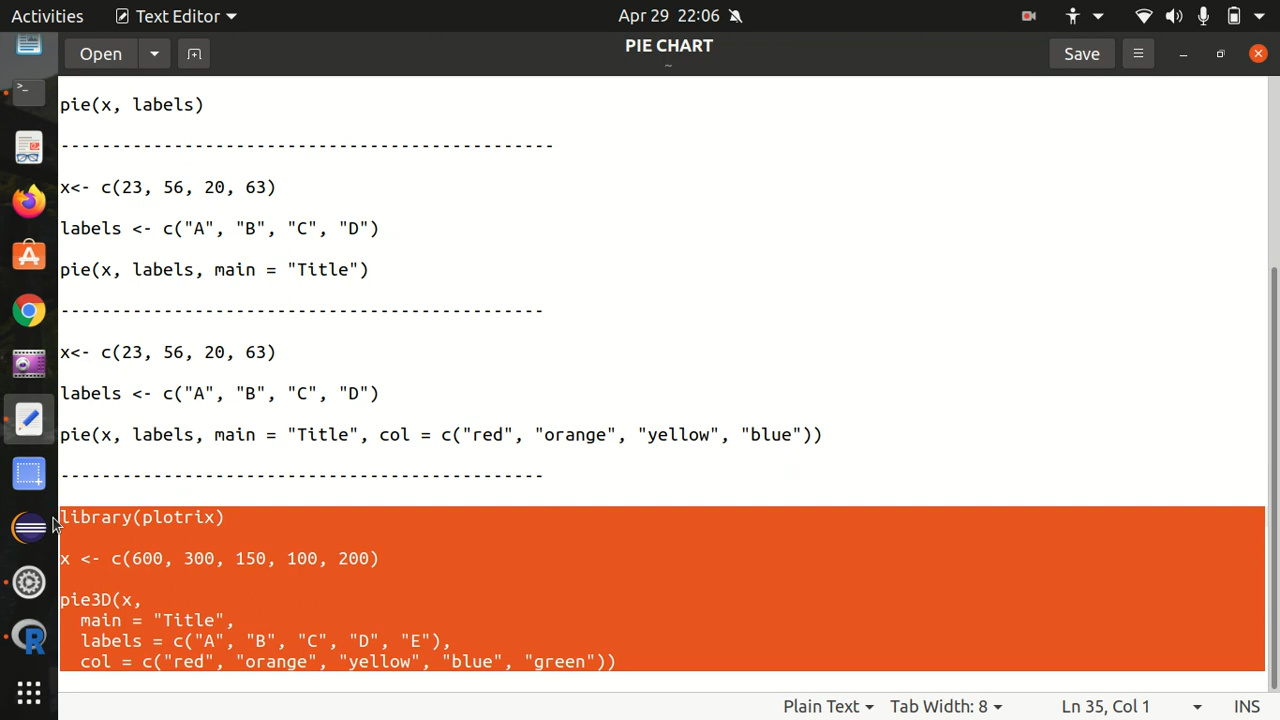 Activities Text Editor Apr 29 22:06
Open PIE CHART Save
~
pie(x, labels)
------------------------------------------------
x<- c(23, 56, 20, 63)
labels <- c("A", "B", "C", "D")
pie(x, labels, main = "Title")
-----------------------------------------------
x<- c(23, 56, 20, 63)
labels <- c("A", "B", "C", "D")
pie(x, labels, main = "Title", col = c("red", "orange", "yellow", "blue"))
-----------------------------------------------
library(plotrix)
x <- c(600, 300, 150, 100, 200)
pie3D(x,
  main = "Title",
  labels = c("A", "B", "C", "D", "E"),
  col = c("red", "orange", "yellow", "blue", "green"))
Plain Text Tab Width: 8 Ln 35, Col 1 INS